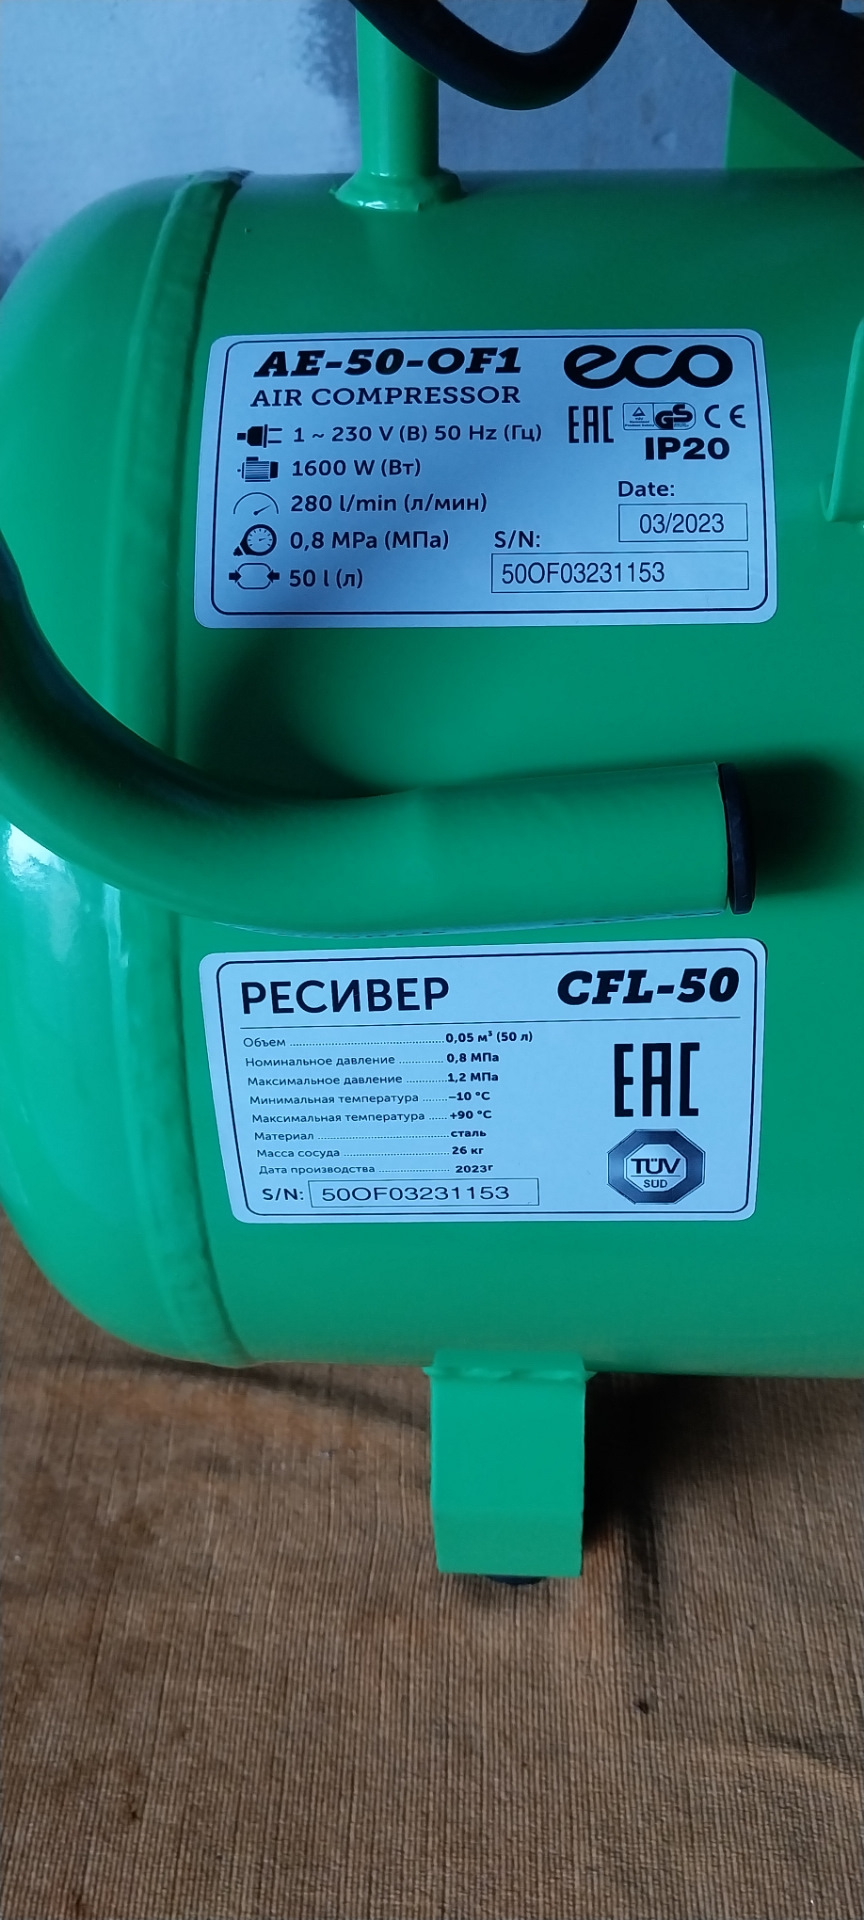 AE-50-OF1
eco
AIR COMPRESSOR
1 ~ 230 V (В) 50 Hz (Гц)
EAC
GS
CE
IP20
1600 W (Вт)
280 l/min (л/мин)
Date:
03/2023
0,8 MPa (МПа)
S/N:
50 l (л)
50OF03231153
РЕСИВЕР
CFL-50
Объем ........ 0,05 м³ (50 л)
Номинальное давление ........ 0,8 МПа
Максимальное давление ........ 1,2 МПа
Минимальная температура ........ –10 °C
Максимальная температура ........ +90 °C
Материал ........ сталь
Масса сосуда ........ 26 кг
Дата производства ........ 2023г
S/N: 50OF03231153
EAC
TÜV
SUD